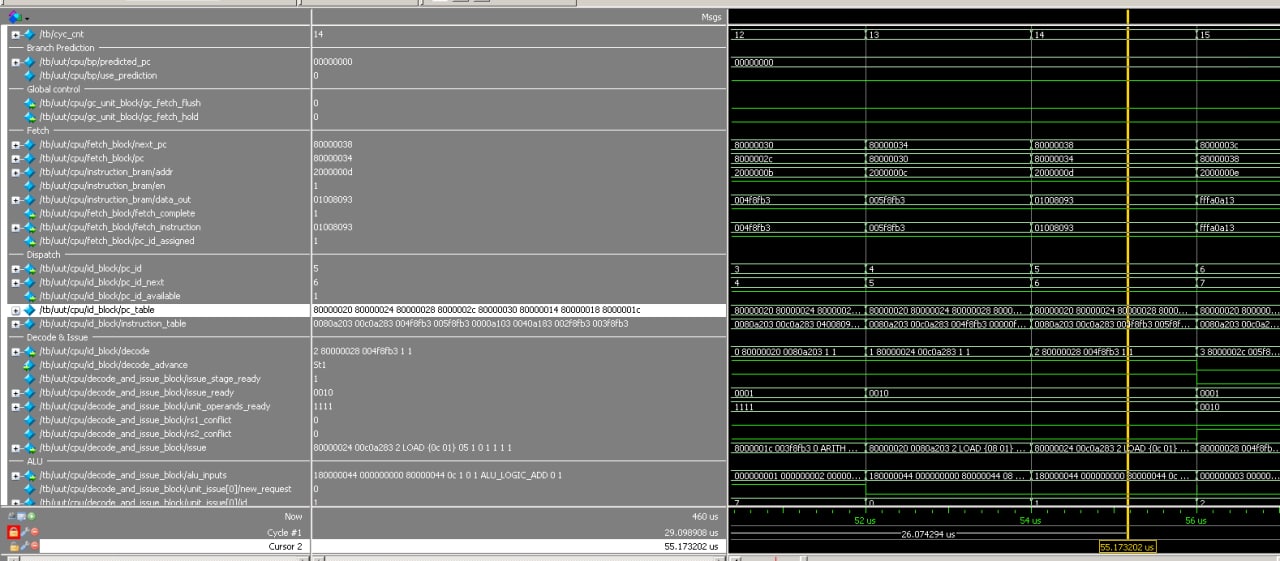 Msgs
/tb/cyc_cnt 14 12 13 14 15
Branch Prediction
/tb/uut/cpu/bp/predicted_pc 00000000 00000000
/tb/uut/cpu/bp/use_prediction 0
Global control
/tb/uut/cpu/gc_unit_block/gc_fetch_flush 0
/tb/uut/cpu/gc_unit_block/gc_fetch_hold 0
Fetch
/tb/uut/cpu/fetch_block/next_pc 80000038 80000030 80000034 80000038 8000003c
/tb/uut/cpu/fetch_block/pc 80000034 8000002c 80000030 80000034 80000038
/tb/uut/cpu/instruction_bram/addr 2000000d 2000000b 2000000c 2000000d 2000000e
/tb/uut/cpu/instruction_bram/en 1
/tb/uut/cpu/instruction_bram/data_out 01008093 004f8fb3 005f8fb3 01008093 fffa0a13
/tb/uut/cpu/fetch_block/fetch_complete 1
/tb/uut/cpu/fetch_block/fetch_instruction 01008093 004f8fb3 005f8fb3 01008093 fffa0a13
/tb/uut/cpu/fetch_block/pc_id_assigned 1
Dispatch
/tb/uut/cpu/id_block/pc_id 5 3 4 5 6
/tb/uut/cpu/id_block/pc_id_next 6 4 5 6 7
/tb/uut/cpu/id_block/pc_id_available 1
/tb/uut/cpu/id_block/pc_table 80000020 80000024 80000028 8000002c 80000030 80000014 80000018 8000001c 80000020 80000024 8000002... 80000020 80000024 80000028 8000... 80000020 80000024 80000028 8000... 80000020 80000...
/tb/uut/cpu/id_block/instruction_table 0080a203 00c0a283 004f8fb3 005f8fb3 0000a103 0040a183 002f8fb3 003f8fb3 0080a203 00c0a283 0400809... 0080a203 00c0a283 004f8fb3 00000f... 0080a203 00c0a283 004f8fb3 005f8f... 0080a203 00c0a2...
Decode & Issue
/tb/uut/cpu/id_block/decode 2 80000028 004f8fb3 1 1 0 80000020 0080a203 1 1 1 80000024 00c0a283 1 1 2 80000028 004f8fb3 1 1 3 8000002c 005f8...
/tb/uut/cpu/id_block/decode_advance St1
/tb/uut/cpu/decode_and_issue_block/issue_stage_ready 1
/tb/uut/cpu/decode_and_issue_block/issue_ready 0010 0001 0010 0001
/tb/uut/cpu/decode_and_issue_block/unit_operands_ready 1111 1111 0010
/tb/uut/cpu/decode_and_issue_block/rs1_conflict 0
/tb/uut/cpu/decode_and_issue_block/rs2_conflict 0
/tb/uut/cpu/decode_and_issue_block/issue 80000024 00c0a283 2 LOAD {0c 01} 05 1 0 1 1 1 1 8000001c 003f8fb3 0 ARITH ... 80000020 0080a203 2 LOAD {08 01} ... 80000024 00c0a283 2 LOAD {0c 01} ... 80000028 004f8f...
ALU
/tb/uut/cpu/decode_and_issue_block/alu_inputs 180000044 000000000 80000044 0c 1 0 1 ALU_LOGIC_ADD 0 1 000000001 000000002 00000... 180000044 000000000 80000044 08 ... 180000044 000000000 80000044 0c ... 000000003 00000...
/tb/uut/cpu/decode_and_issue_block/unit_issue[0]/new_request 0
/tb/uut/cpu/decode_and_issue_block/unit_issue[0]/id 1 7 0 1 2
Now 460 us 52 us 54 us 56 us
Cycle #1 29.098908 us 26.074294 us
Cursor 2 55.173202 us 55.173202 us